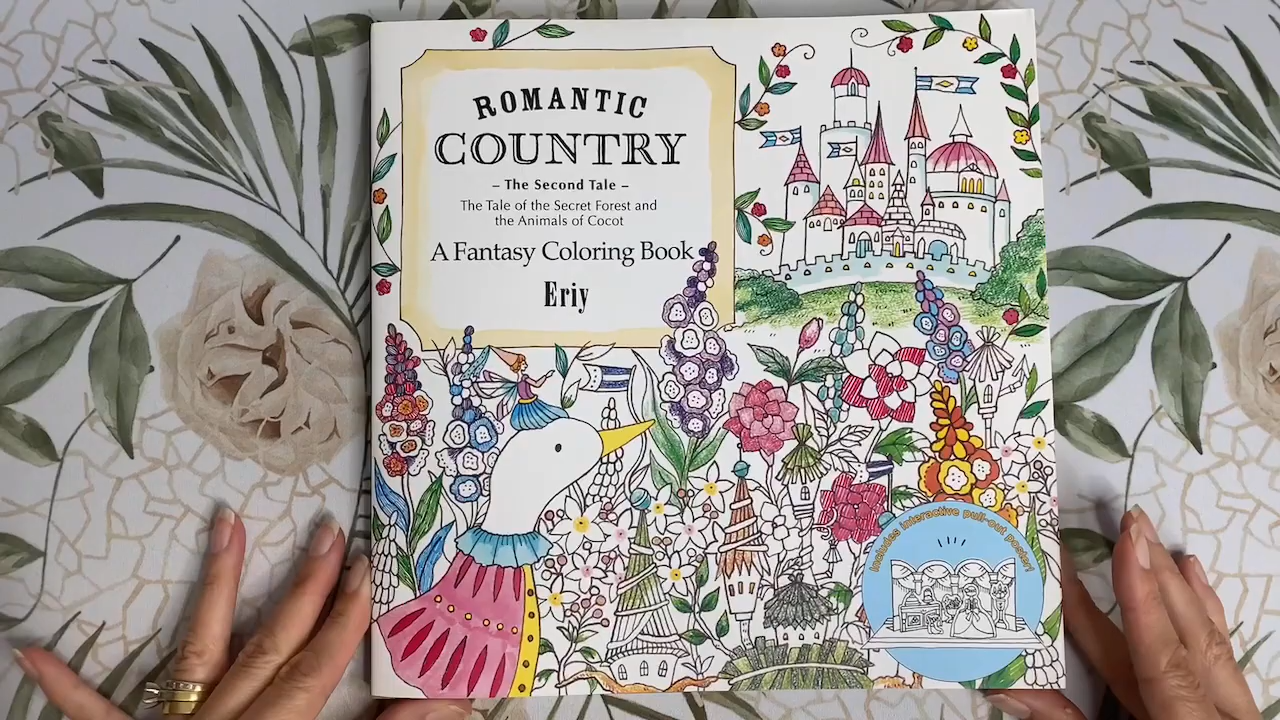 ROMANTIC
COUNTRY
– The Second Tale –
The Tale of the Secret Forest and
the Animals of Cocot
A Fantasy Coloring Book
Eriy
Includes interactive pull-out poster!